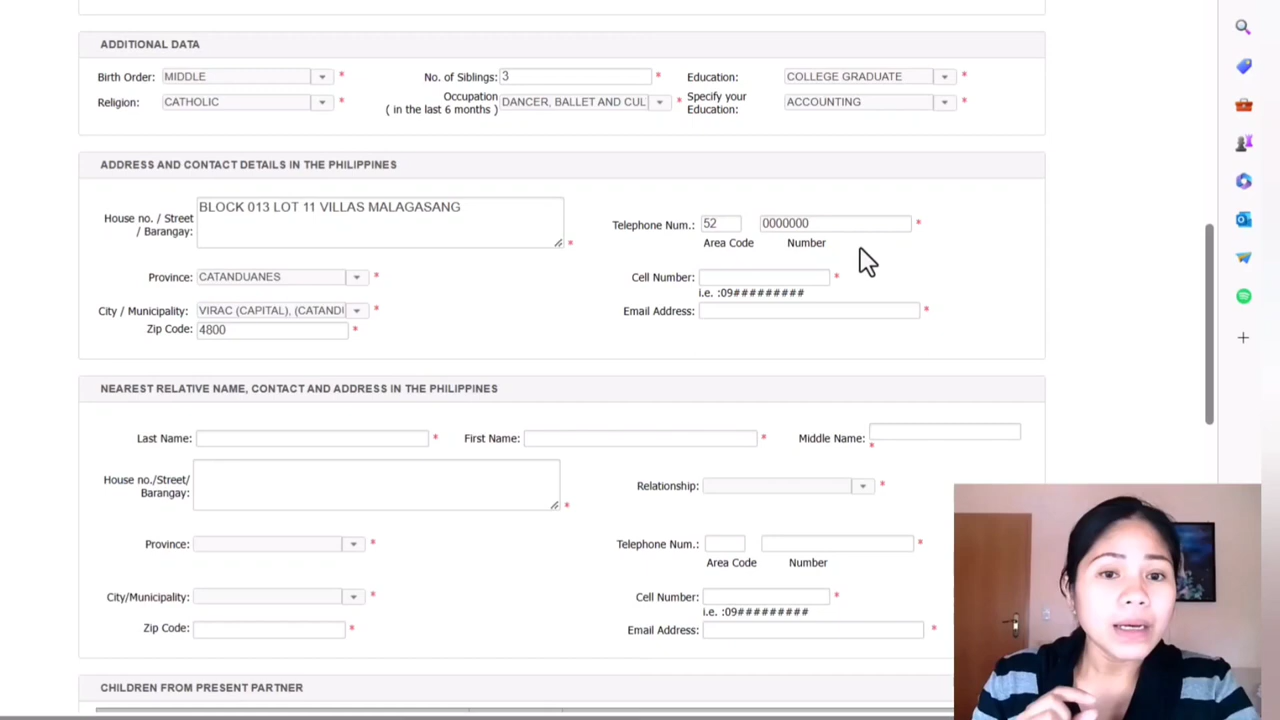 ADDITIONAL DATA
Birth Order: MIDDLE * No. of Siblings: 3 * Education: COLLEGE GRADUATE *
Religion: CATHOLIC * Occupation ( in the last 6 months ) DANCER, BALLET AND CUL * Specify your Education: ACCOUNTING *
ADDRESS AND CONTACT DETAILS IN THE PHILIPPINES
House no. / Street / Barangay: BLOCK 013 LOT 11 VILLAS MALAGASANG *
Telephone Num.: 52 0000000 *
Area Code Number
Province: CATANDUANES * Cell Number: *
i.e. :09#########
City / Municipality: VIRAC (CAPITAL), (CATANDI * Email Address: *
Zip Code: 4800 *
NEAREST RELATIVE NAME, CONTACT AND ADDRESS IN THE PHILIPPINES
Last Name: * First Name: * Middle Name: *
House no./Street/ Barangay: * Relationship: *
Province: * Telephone Num.: *
Area Code Number
City/Municipality: * Cell Number: *
i.e. :09#########
Zip Code: * Email Address: *
CHILDREN FROM PRESENT PARTNER